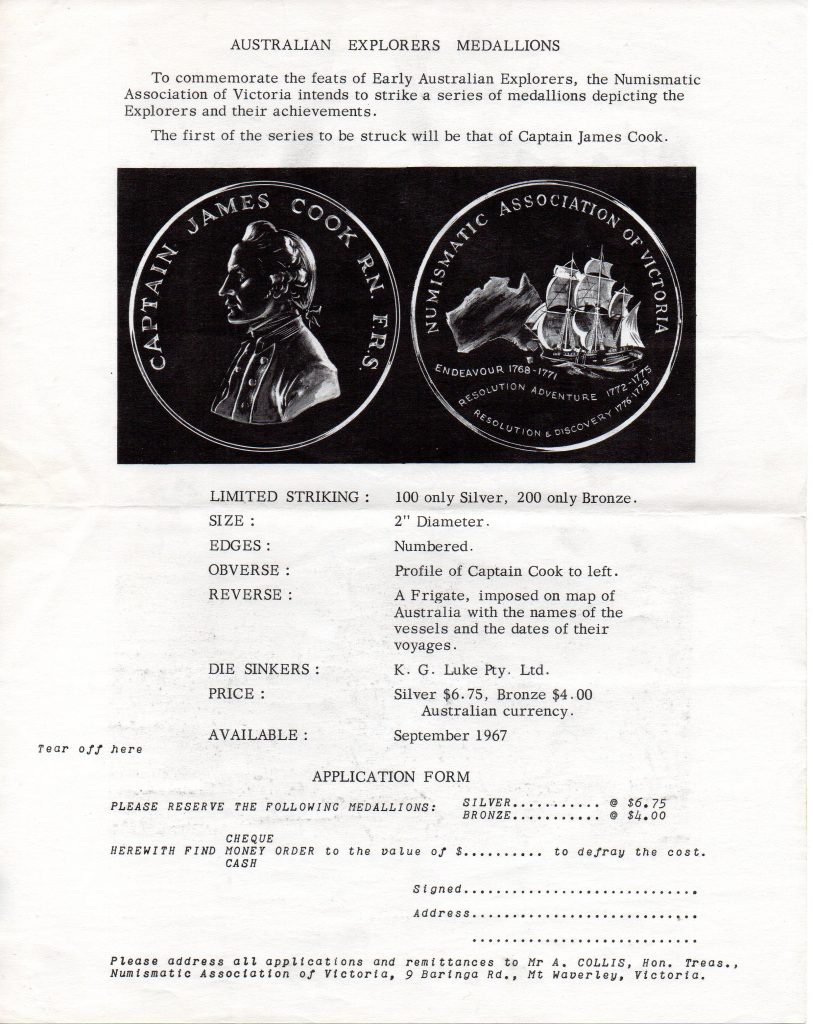 AUSTRALIAN EXPLORERS MEDALLIONS
To commemorate the feats of Early Australian Explorers, the Numismatic
Association of Victoria intends to strike a series of medallions depicting the
Explorers and their achievements.
The first of the series to be struck will be that of Captain James Cook.
CAPTAIN JAMES COOK R.N. F.R.S.
NUMISMATIC ASSOCIATION OF VICTORIA
ENDEAVOUR 1768-1771
RESOLUTION ADVENTURE 1772-1775
RESOLUTION & DISCOVERY 1776-1779
LIMITED STRIKING : 100 only Silver, 200 only Bronze.
SIZE : 2" Diameter.
EDGES : Numbered.
OBVERSE : Profile of Captain Cook to left.
REVERSE : A Frigate, imposed on map of
Australia with the names of the
vessels and the dates of their
voyages.
DIE SINKERS : K. G. Luke Pty. Ltd.
PRICE : Silver $6.75, Bronze $4.00
Australian currency.
AVAILABLE : September 1967
Tear off here
APPLICATION FORM
PLEASE RESERVE THE FOLLOWING MEDALLIONS: SILVER........... @ $6.75
BRONZE........... @ $4.00
CHEQUE
HEREWITH FIND MONEY ORDER to the value of $.......... to defray the cost.
CASH
Signed.............................
Address............................
............................
Please address all applications and remittances to Mr A. COLLIS, Hon. Treas.,
Numismatic Association of Victoria, 9 Baringa Rd., Mt Waverley, Victoria.